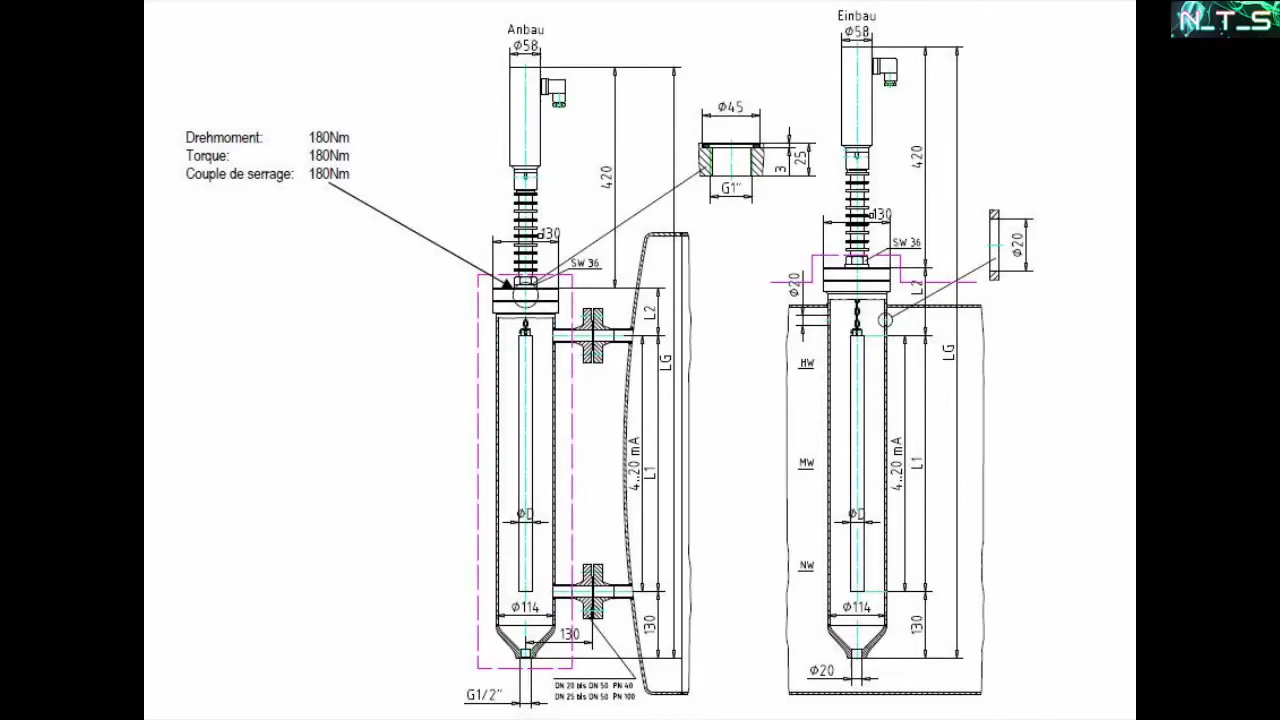 N_T_S
Anbau
Ø58
Einbau
Ø58
Drehmoment: 180Nm
Torque: 180Nm
Couple de serrage: 180Nm
420
Ø45
3
25
G1"
420
□130
SW 36
□130
SW 36
Ø20
Ø20
L2
L2
LG
LG
HW
MW
NW
4..20 mA
L1
4..20 mA
L1
ØD
ØD
Ø114
130
130
Ø114
130
Ø20
G1/2"
DN 20 bis DN 50 PN 40
DN 25 bis DN 50 PN 100